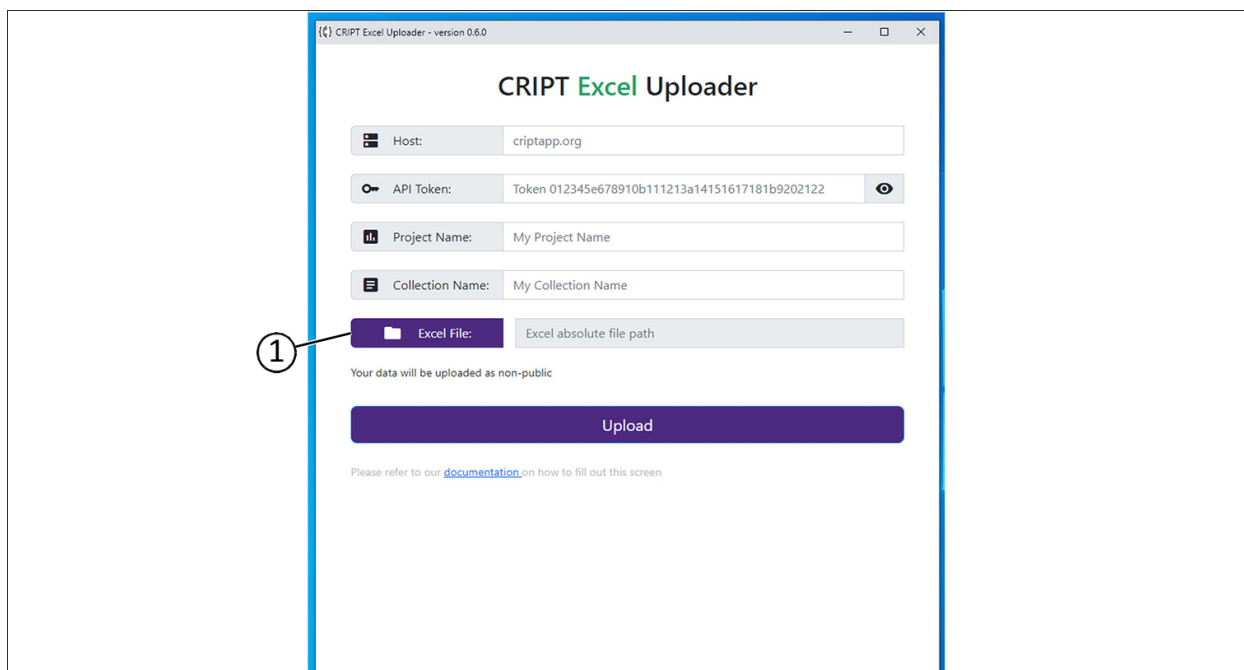 CRIPT Excel Uploader - version 0.6.0
CRIPT Excel Uploader
Host: criptapp.org
API Token: Token 012345e678910b111213a14151617181b9202122
Project Name: My Project Name
Collection Name: My Collection Name
1 Excel File: Excel absolute file path
Your data will be uploaded as non-public
Upload
Please refer to our documentation on how to fill out this screen